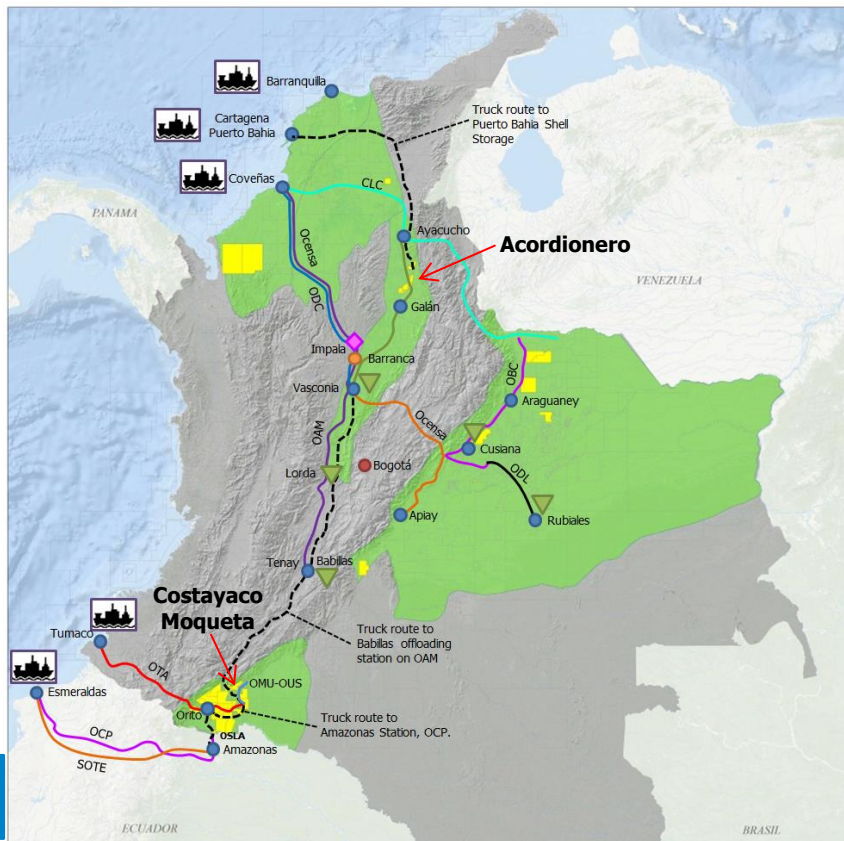 Barranquilla
Cartagena
Puerto Bahia
Truck route to
Puerto Bahia Shell
Storage
Coveñas
CLC
PANAMA
Ayacucho
Acordionero
Ocensa
ODC
VENEZUELA
Galán
Impala
Barranca
Vasconia
OBC
Araguaney
OAM
Ocensa
Cusiana
Lorda
Bogotá
ODL
Apiay
Rubiales
Tenay
Babillas
Costayaco
Moqueta
Truck route to
Babillas offloading
station on OAM
Tumaco
OTA
OMU-OUS
Esmeraldas
Orito
Truck route to
Amazonas Station, OCP.
OCP
OSLA
Amazonas
SOTE
ECUADOR
BRASIL